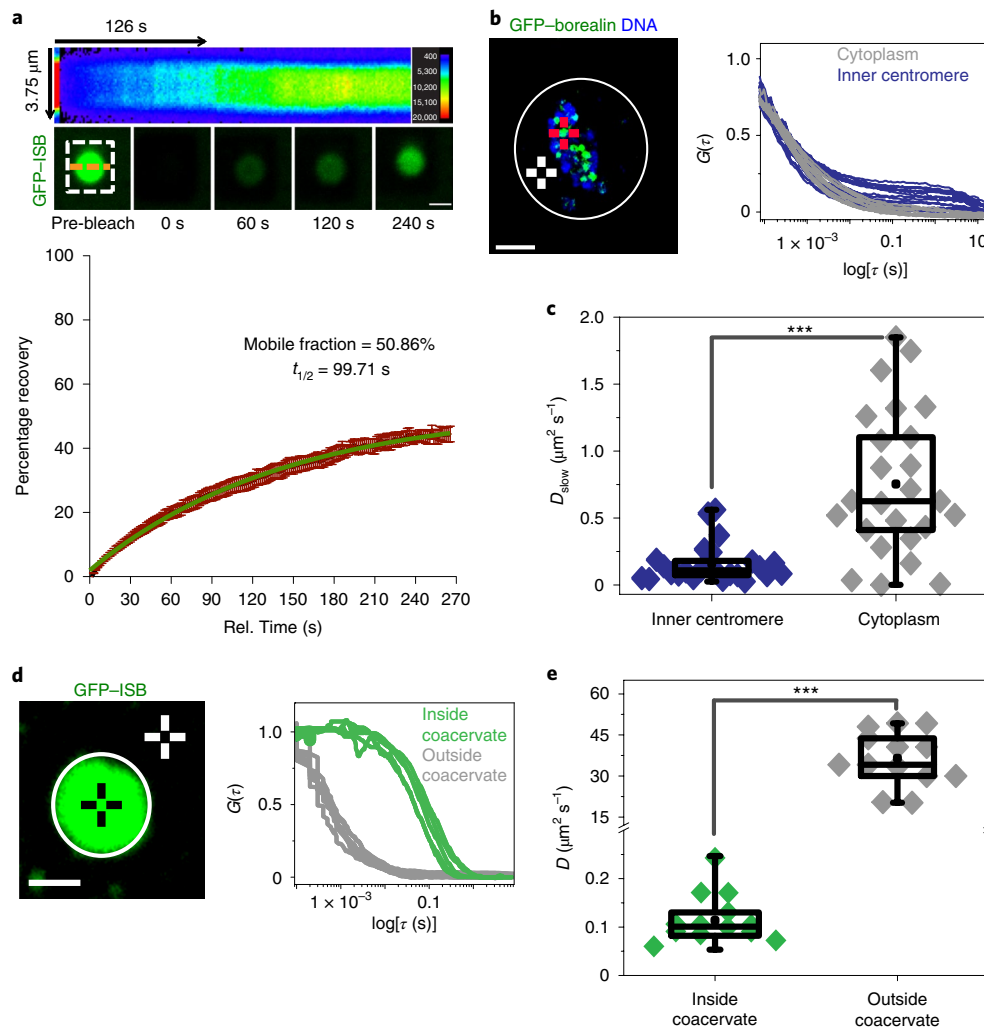 a
126 s
3.75 μm
400
5,300
10,200
15,100
20,000
GFP–ISB
Pre-bleach 0 s 60 s 120 s 240 s
100
80
60
40
20
0
Percentage recovery
Mobile fraction = 50.86%
t1/2 = 99.71 s
0 30 60 90 120 150 180 210 240 270
Rel. Time (s)
b
GFP–borealin DNA
Cytoplasm
Inner centromere
G(τ)
0.5
0
1 × 10−3 0.1 10
log[τ (s)]
c
***
2.0
1.5
1.0
0.5
0
Dslow (μm2 s−1)
Inner centromere Cytoplasm
d
GFP–ISB
Inside
coacervate
Outside
coacervate
G(τ)
1.0
0.5
0
1 × 10−3 0.1
log[τ (s)]
e
***
60
45
30
15
0.2
0.1
0
D (μm2 s−1)
Inside
coacervate
Outside
coacervate